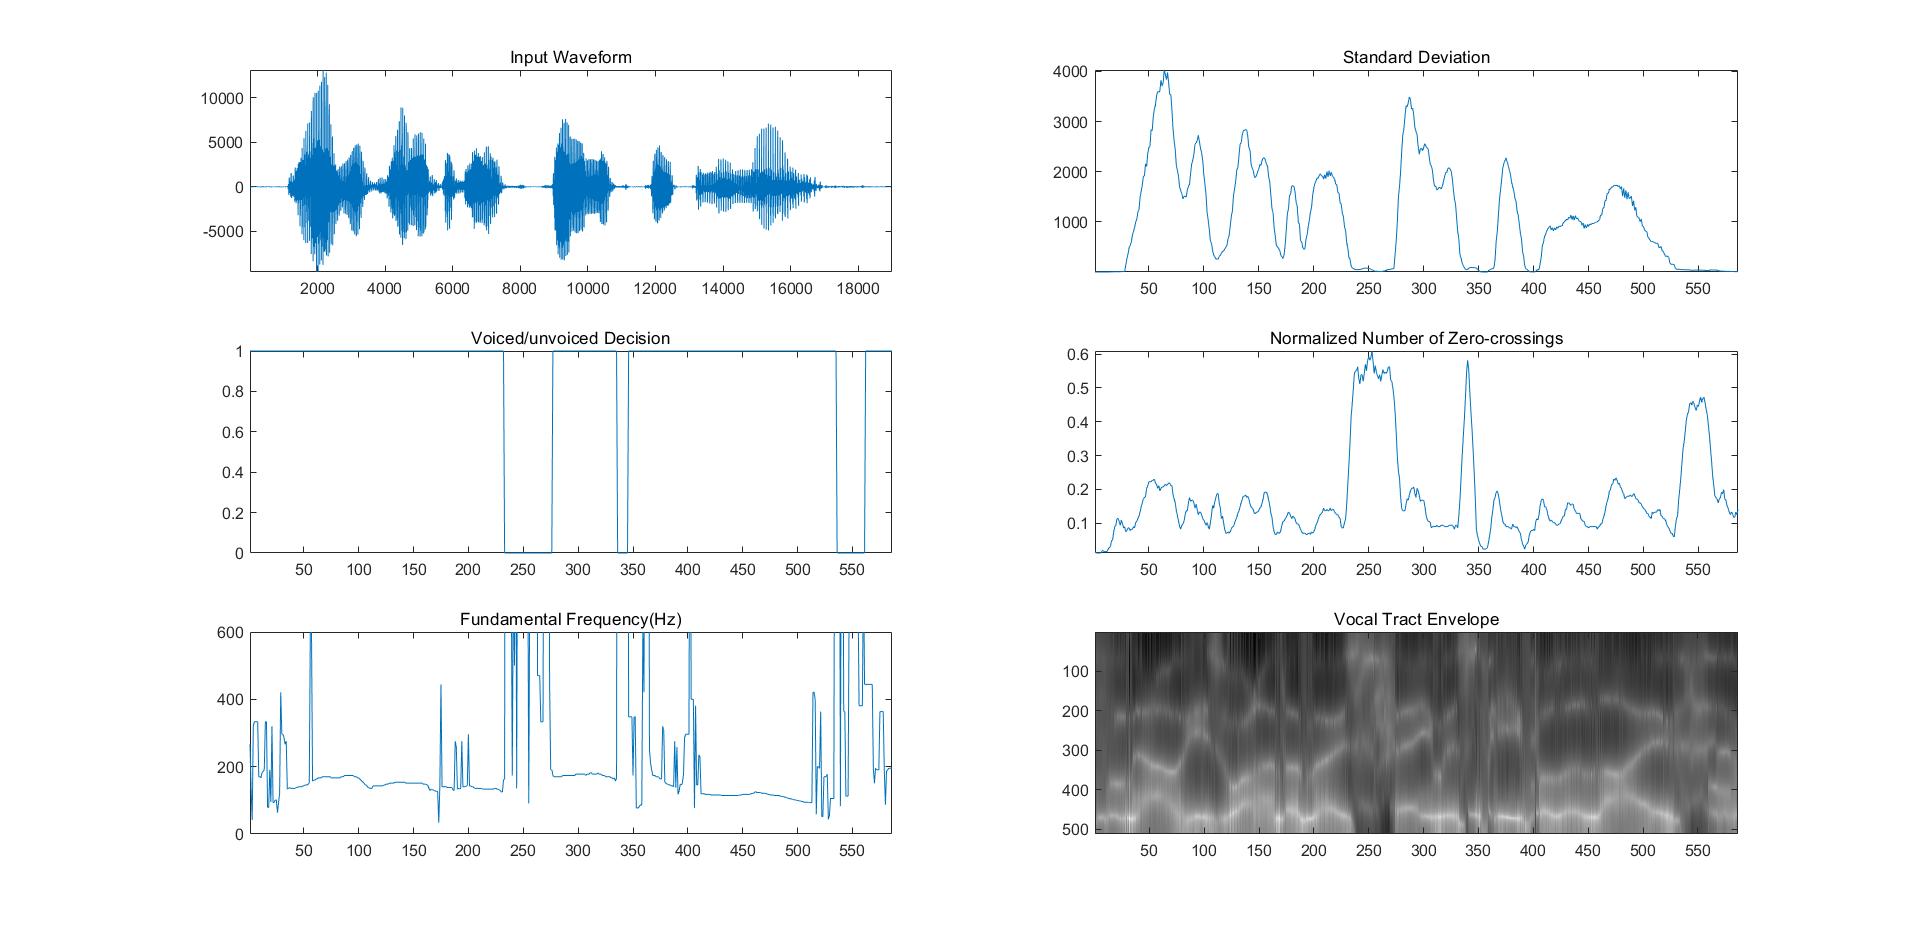 Input Waveform
10000
5000
0
-5000
2000 4000 6000 8000 10000 12000 14000 16000 18000
Standard Deviation
4000
3000
2000
1000
50 100 150 200 250 300 350 400 450 500 550
Voiced/unvoiced Decision
1
0.8
0.6
0.4
0.2
0
50 100 150 200 250 300 350 400 450 500 550
Normalized Number of Zero-crossings
0.6
0.5
0.4
0.3
0.2
0.1
50 100 150 200 250 300 350 400 450 500 550
Fundamental Frequency(Hz)
600
400
200
0
50 100 150 200 250 300 350 400 450 500 550
Vocal Tract Envelope
100
200
300
400
500
50 100 150 200 250 300 350 400 450 500 550